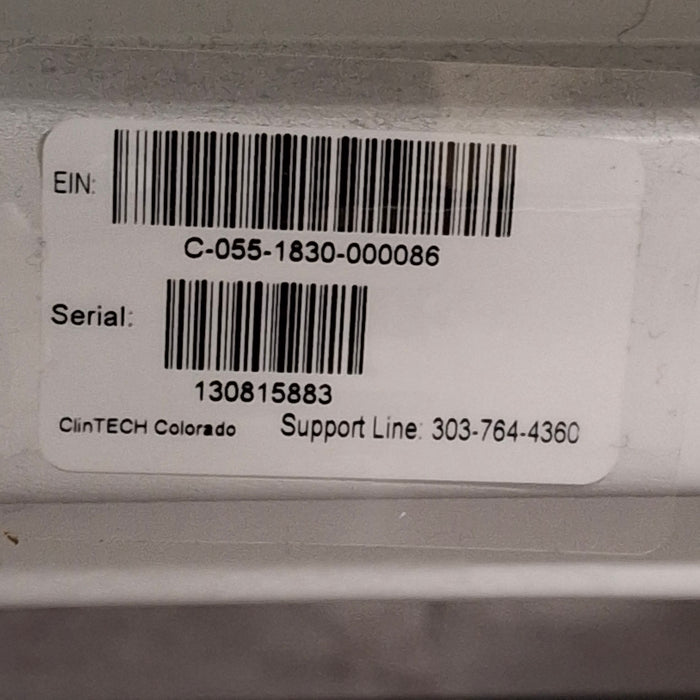 EIN:
C-055-1830-000086
Serial:
130815883
ClinTECH Colorado Support Line: 303-764-4360